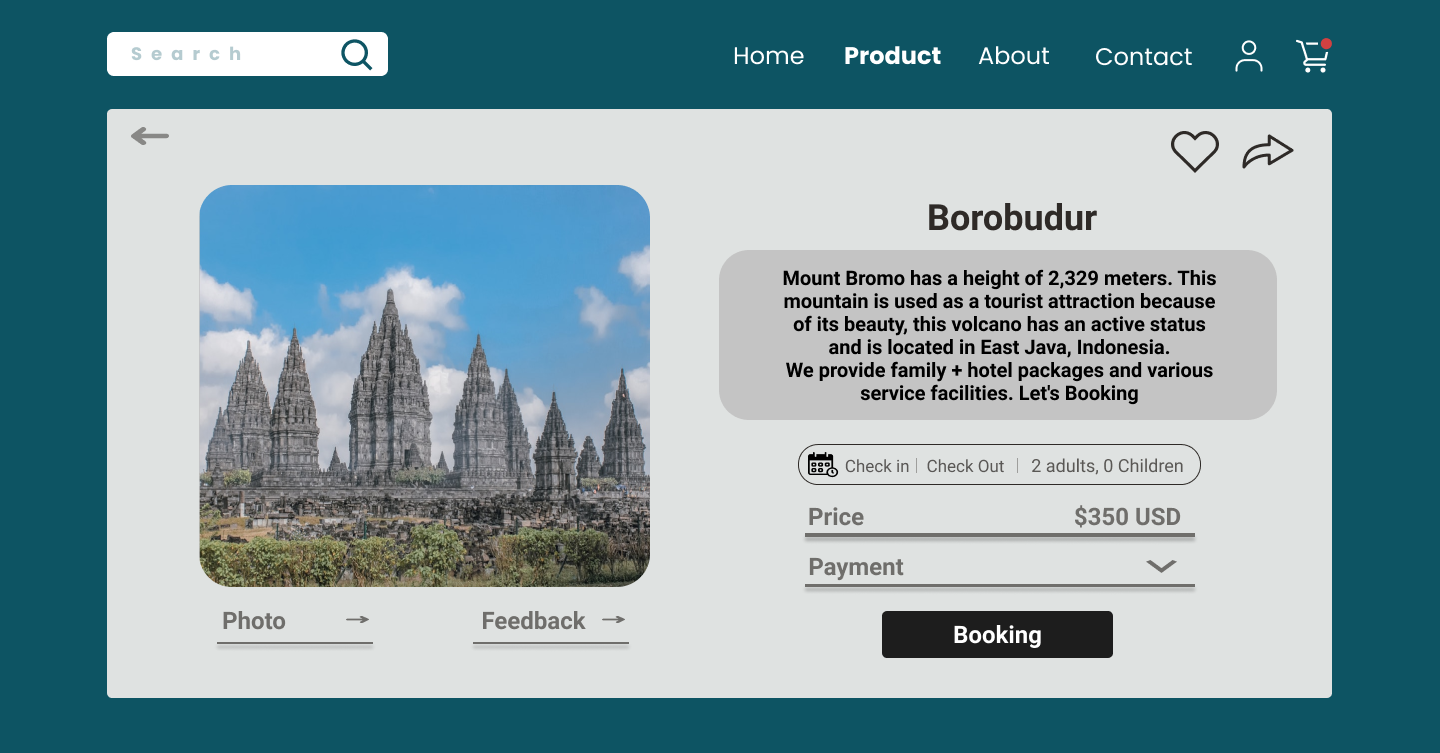 Search
Home
Product
About
Contact
Borobudur
Mount Bromo has a height of 2,329 meters. This
mountain is used as a tourist attraction because
of its beauty, this volcano has an active status
and is located in East Java, Indonesia.
We provide family + hotel packages and various
service facilities. Let's Booking
Check in
Check Out
2 adults, 0 Children
Price
$350 USD
Payment
Booking
Photo
Feedback